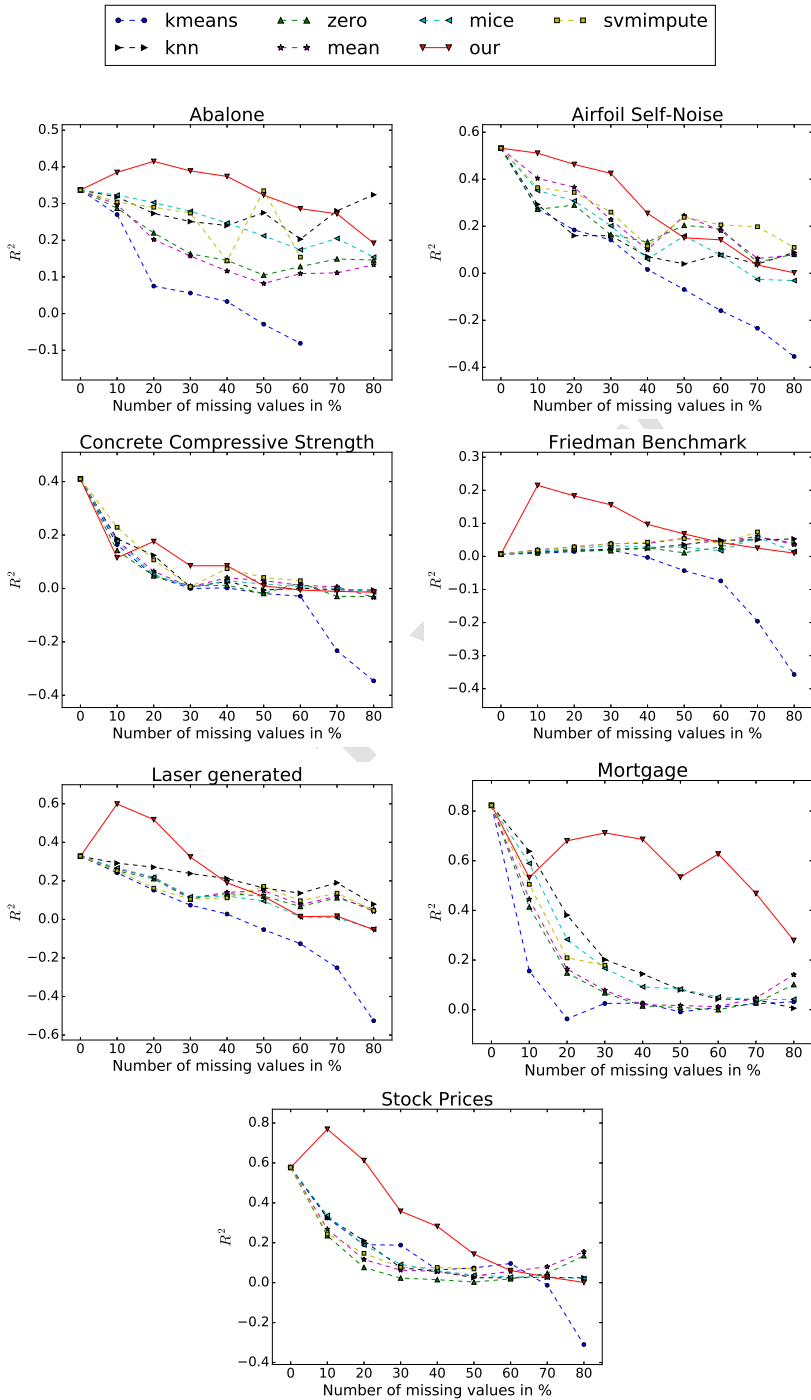 kmeans zero mice svmimpute
knn mean our
Abalone
0.5
0.4
0.3
0.2
0.1
0.0
−0.1
R²
0 10 20 30 40 50 60 70 80
Number of missing values in %
Airfoil Self-Noise
0.6
0.4
0.2
0.0
−0.2
−0.4
R²
0 10 20 30 40 50 60 70 80
Number of missing values in %
Concrete Compressive Strength
0.4
0.2
0.0
−0.2
−0.4
R²
0 10 20 30 40 50 60 70 80
Number of missing values in %
Friedman Benchmark
0.3
0.2
0.1
0.0
−0.1
−0.2
−0.3
−0.4
R²
0 10 20 30 40 50 60 70 80
Number of missing values in %
Laser generated
0.6
0.4
0.2
0.0
−0.2
−0.4
−0.6
R²
0 10 20 30 40 50 60 70 80
Number of missing values in %
Mortgage
0.8
0.6
0.4
0.2
0.0
R²
0 10 20 30 40 50 60 70 80
Number of missing values in %
Stock Prices
0.8
0.6
0.4
0.2
0.0
−0.2
−0.4
R²
0 10 20 30 40 50 60 70 80
Number of missing values in %